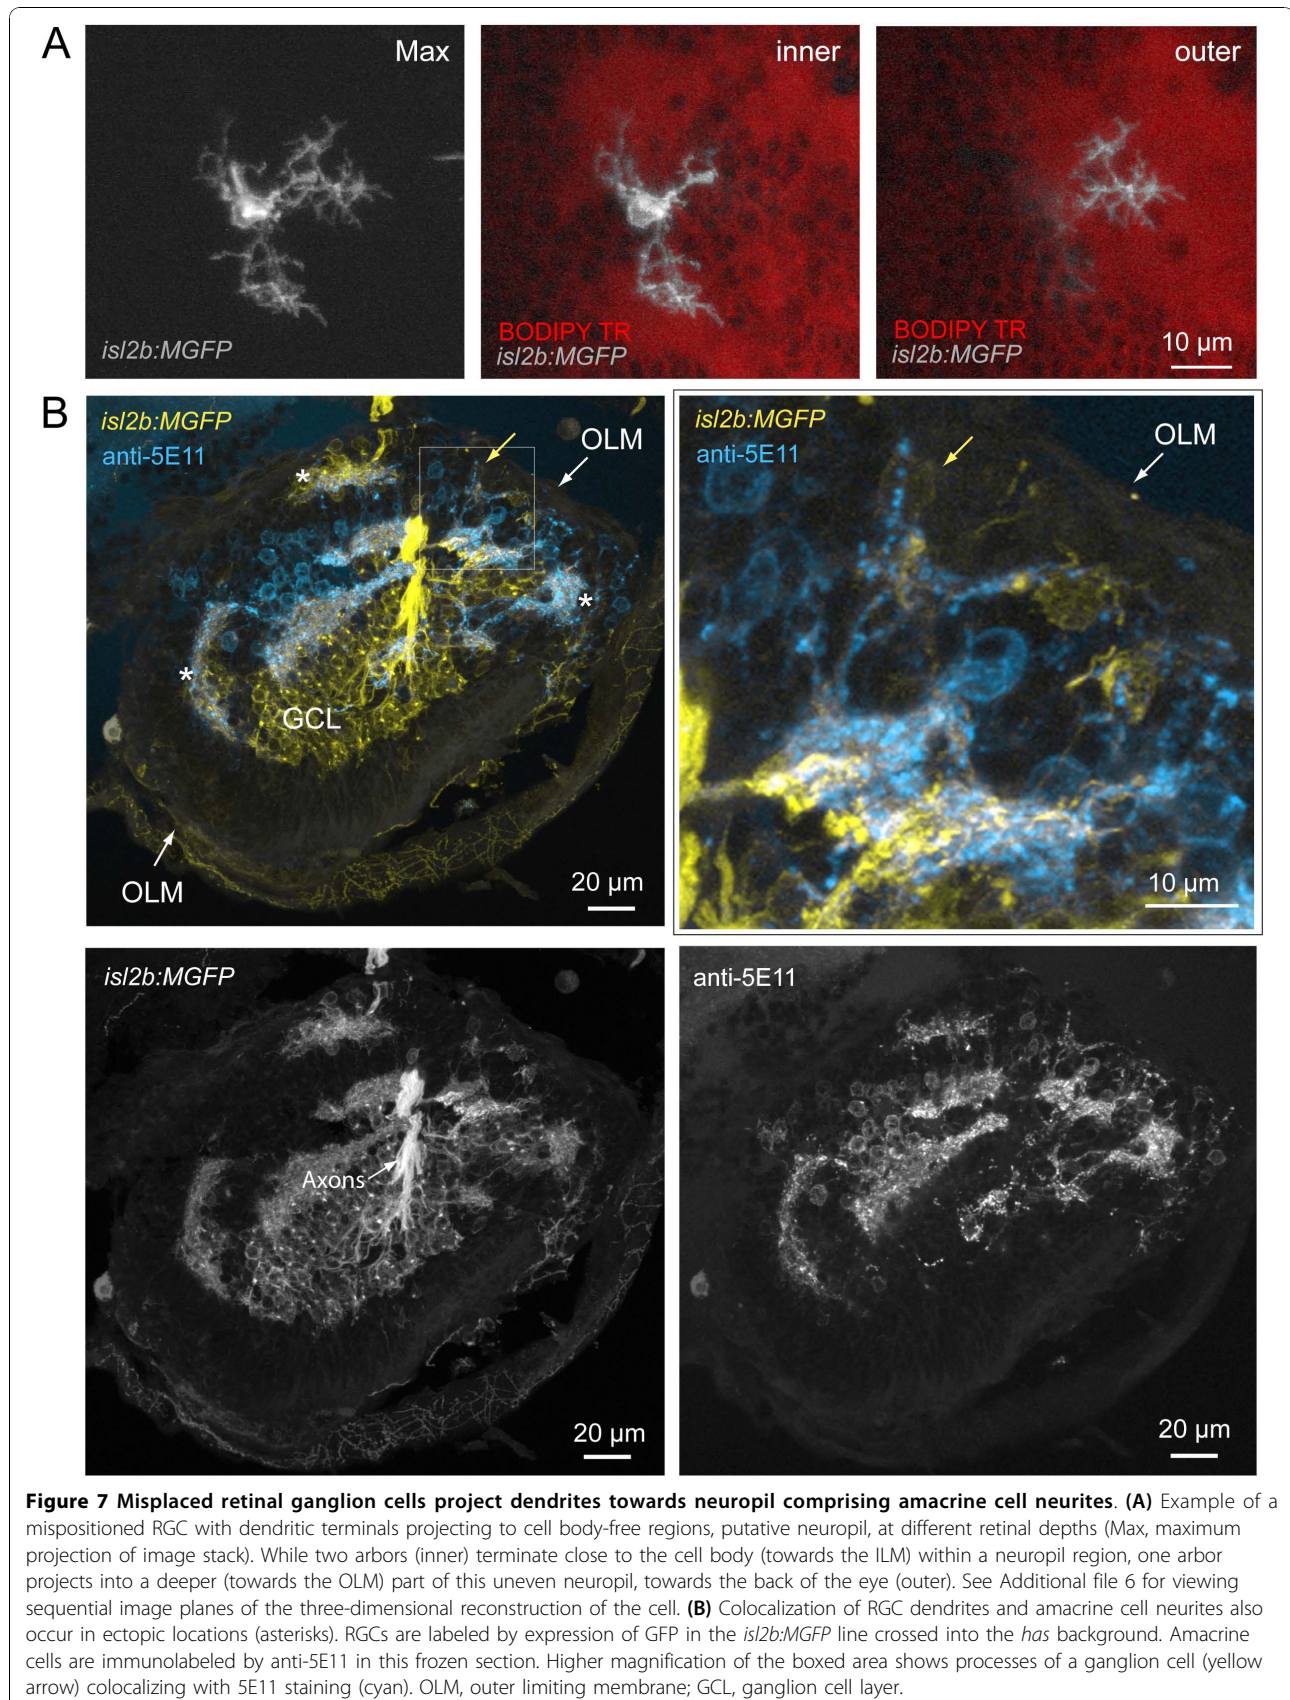 A
Max
inner
outer
isl2b:MGFP
BODIPY TR
isl2b:MGFP
BODIPY TR
isl2b:MGFP
10 µm
B
isl2b:MGFP
anti-5E11
OLM
*
*
*
GCL
OLM
20 µm
isl2b:MGFP
anti-5E11
OLM
10 µm
isl2b:MGFP
Axons
20 µm
anti-5E11
20 µm
Figure 7 Misplaced retinal ganglion cells project dendrites towards neuropil comprising amacrine cell neurites. (A) Example of a
mispositioned RGC with dendritic terminals projecting to cell body-free regions, putative neuropil, at different retinal depths (Max, maximum
projection of image stack). While two arbors (inner) terminate close to the cell body (towards the ILM) within a neuropil region, one arbor
projects into a deeper (towards the OLM) part of this uneven neuropil, towards the back of the eye (outer). See Additional file 6 for viewing
sequential image planes of the three-dimensional reconstruction of the cell. (B) Colocalization of RGC dendrites and amacrine cell neurites also
occur in ectopic locations (asterisks). RGCs are labeled by expression of GFP in the isl2b:MGFP line crossed into the has background. Amacrine
cells are immunolabeled by anti-5E11 in this frozen section. Higher magnification of the boxed area shows processes of a ganglion cell (yellow
arrow) colocalizing with 5E11 staining (cyan). OLM, outer limiting membrane; GCL, ganglion cell layer.